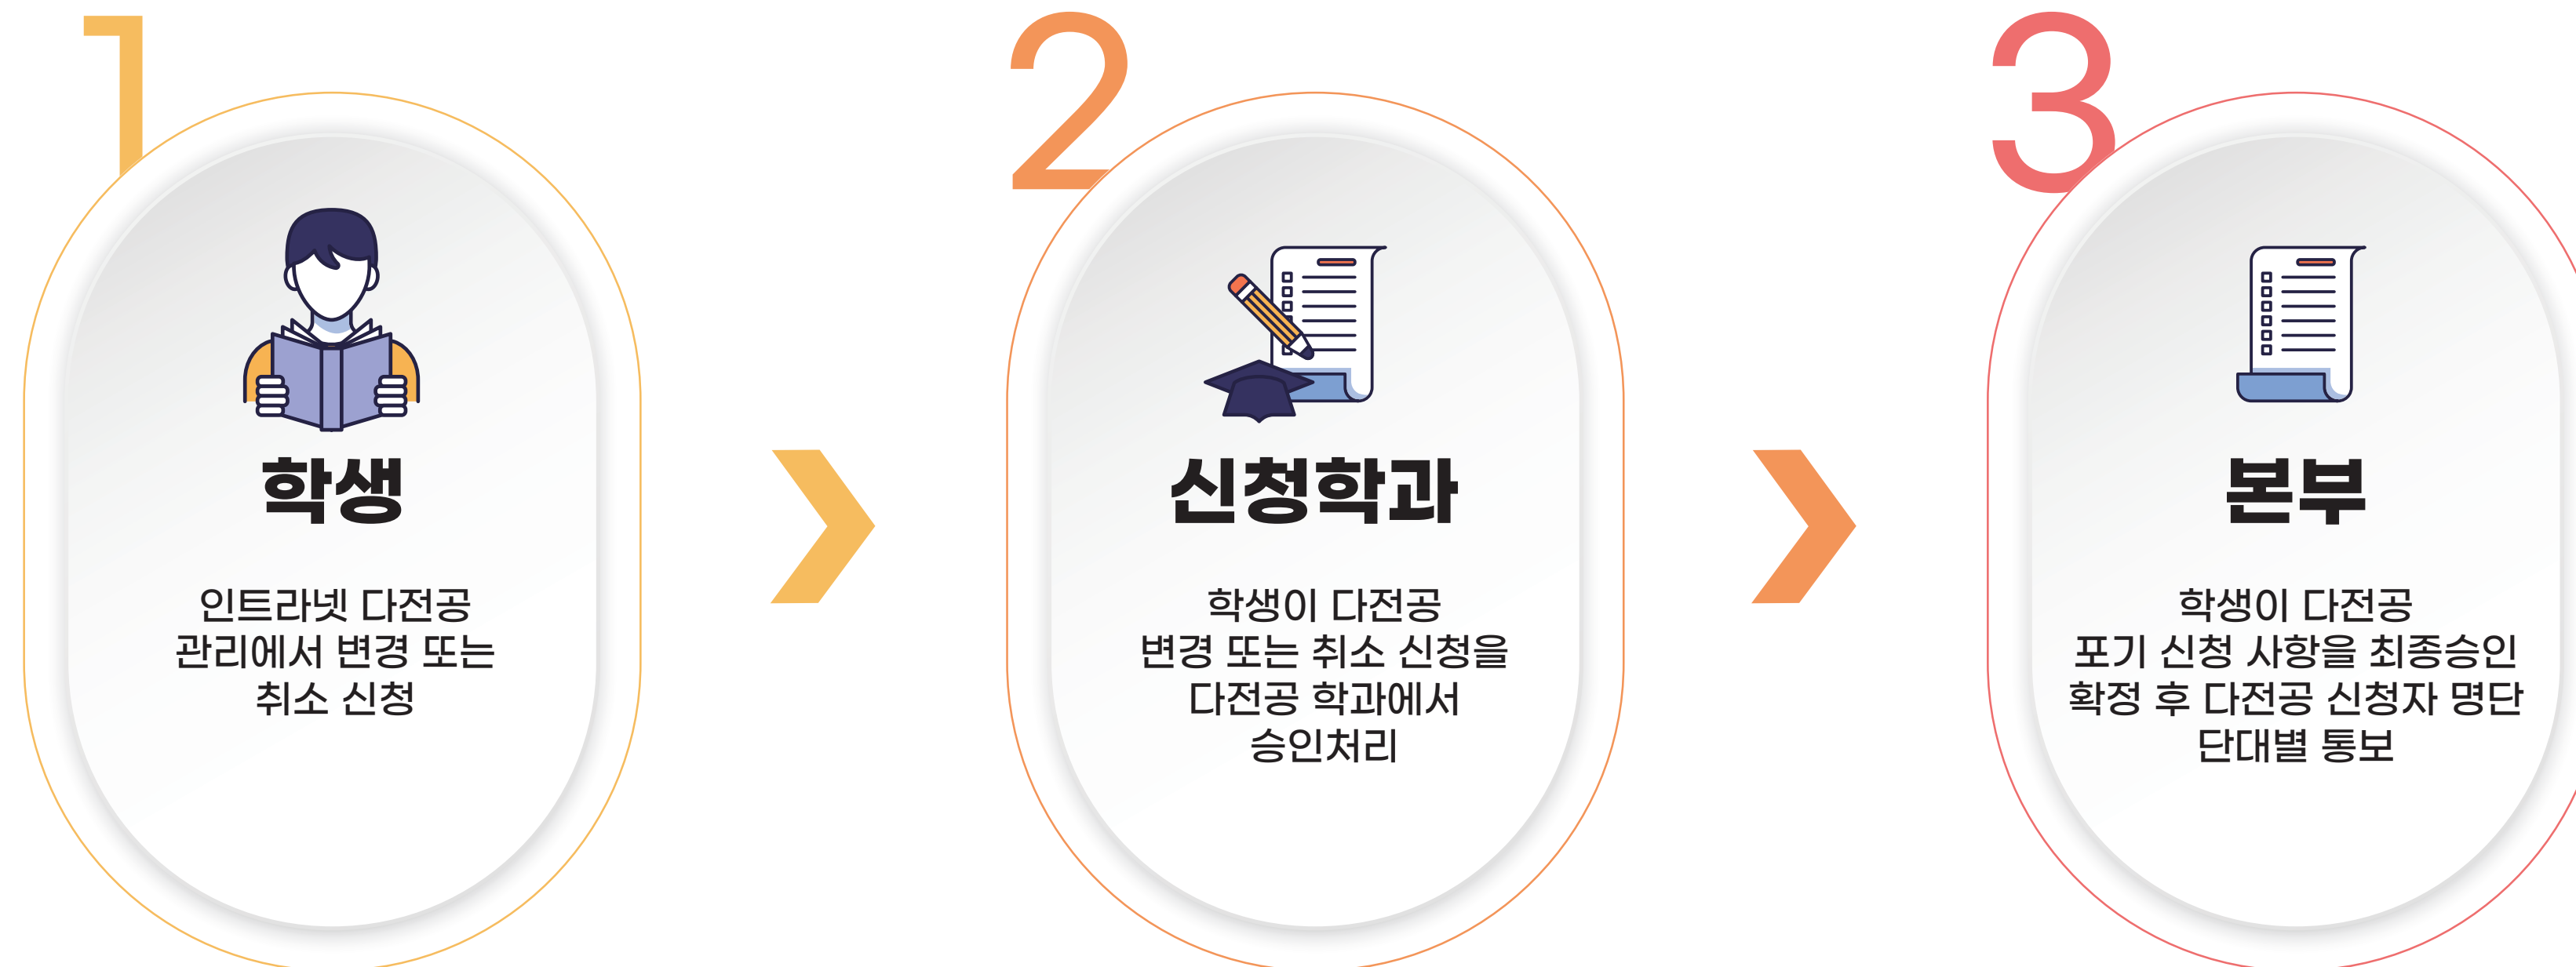 1
학생
인트라넷 다전공
관리에서 변경 또는
취소 신청
2
신청학과
학생이 다전공
변경 또는 취소 신청을
다전공 학과에서
승인처리
3
본부
학생이 다전공
포기 신청 사항을 최종승인
확정 후 다전공 신청자 명단
단대별 통보